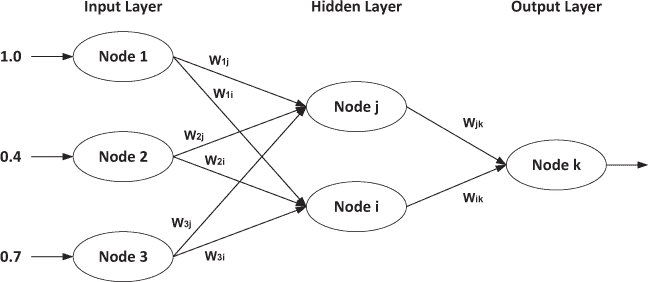 Input Layer Hidden Layer Output Layer
1.0 Node 1
W1j
W1i
Node j
W2j
Wjk
0.4 Node 2
W2i
Node k
Wik
Node i
W3j
0.7 Node 3
W3i